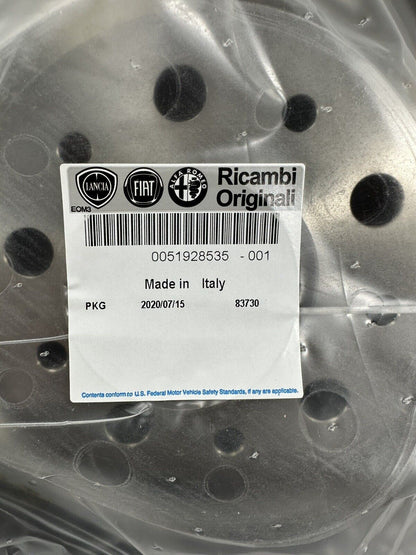 LANCIA FIAT ALFA ROMEO Ricambi
Originali
EOM3
0051928535 - 001
Made in Italy
PKG 2020/07/15 83730
Contents conform to U.S. Federal Motor Vehicle Safety Standards, if any are applicable.